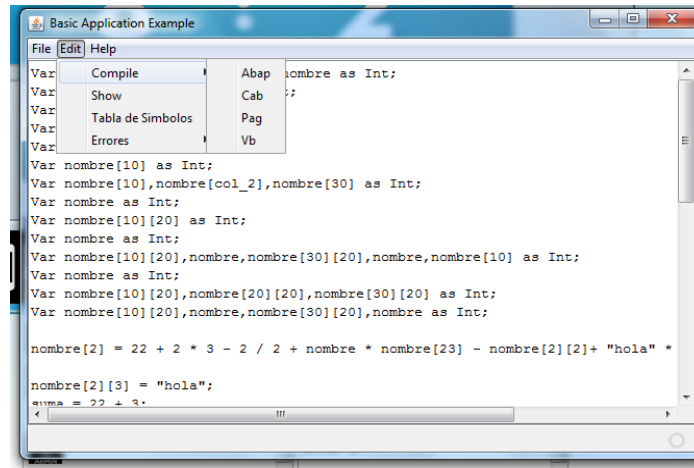 Basic Application Example
File Edit Help
Var Compile Abap nombre as Int;
Var Show Cab ;
Var Tabla de Simbolos Pag
Var Errores Vb
Var
Var nombre[10] as Int;
Var nombre[10],nombre[col_2],nombre[30] as Int;
Var nombre as Int;
Var nombre[10][20] as Int;
Var nombre as Int;
Var nombre[10][20],nombre,nombre[30][20],nombre,nombre[10] as Int;
Var nombre as Int;
Var nombre[10][20],nombre[20][20],nombre[30][20] as Int;
Var nombre[10][20],nombre,nombre[30][20],nombre as Int;
nombre[2] = 22 + 2 * 3 - 2 / 2 + nombre * nombre[23] - nombre[2][2]+ "hola" *
nombre[2][3] = "hola";
suma = 22 + 3;